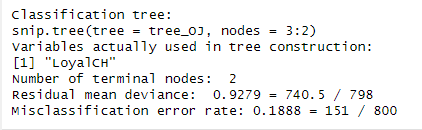 Classification tree:
snip.tree(tree = tree_OJ, nodes = 3:2)
Variables actually used in tree construction:
[1] "LoyalCH"
Number of terminal nodes:  2
Residual mean deviance:  0.9279 = 740.5 / 798
Misclassification error rate: 0.1888 = 151 / 800